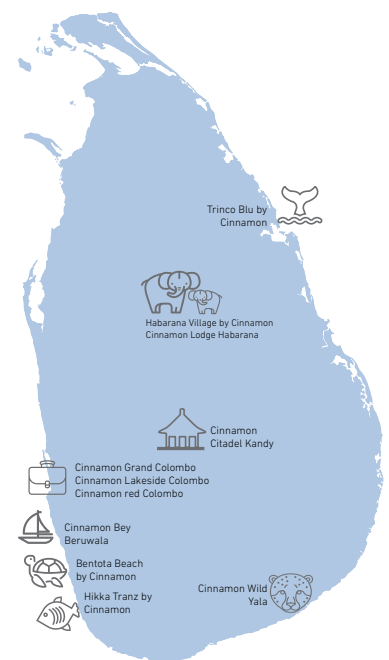 Trinco Blu by
Cinnamon
Habarana Village by Cinnamon
Cinnamon Lodge Habarana
Cinnamon
Citadel Kandy
Cinnamon Grand Colombo
Cinnamon Lakeside Colombo
Cinnamon red Colombo
Cinnamon Bey
Beruwala
Bentota Beach
by Cinnamon
Hikka Tranz by
Cinnamon
Cinnamon Wild
Yala